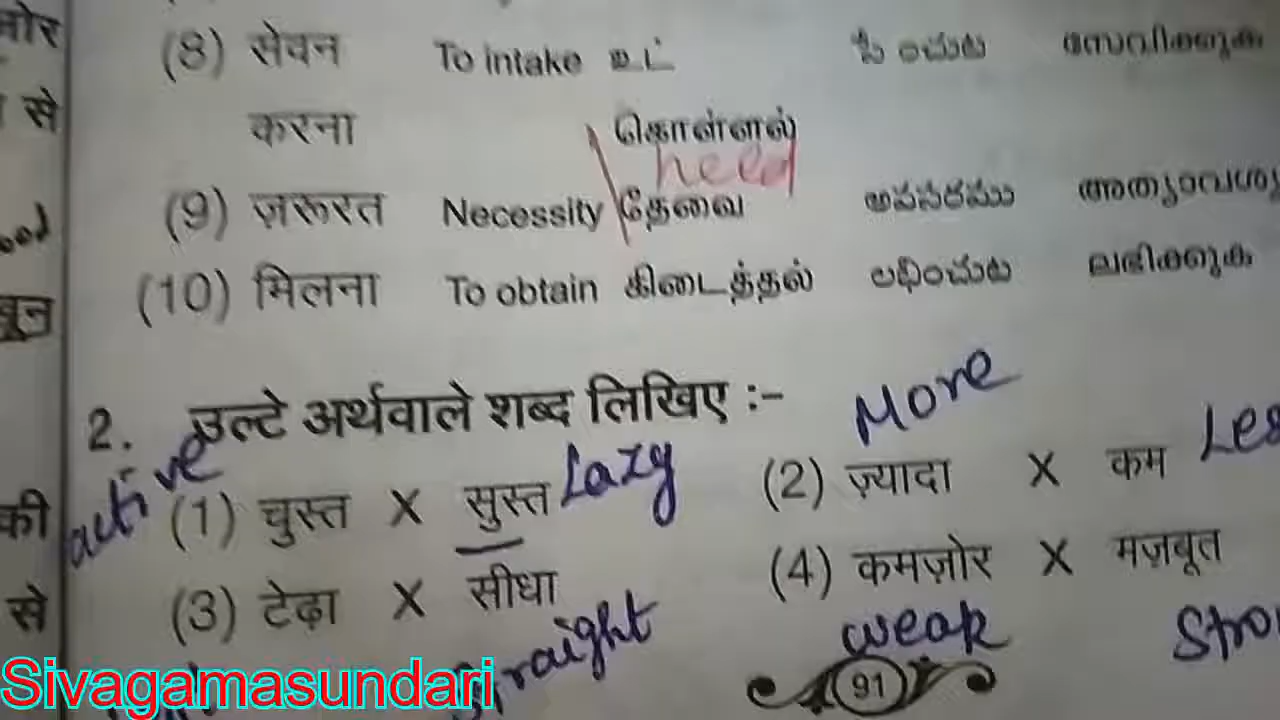 ज़ोर
(8) सेवन To intake உட் సేవించుట സേവിക്കുക
से
करना கொள்ளல்
need
(9) ज़रूरत Necessity தேவை అవసరము
(10) मिलना To obtain கிடைத்தல் లభించుట ലഭിക്കുക
2. उल्टे अर्थवाले शब्द लिखिए :-
More
active (1) चुस्त X सुस्त Lazy (2) ज़्यादा X कम
की
(3) टेढ़ा X सीधा (4) कमज़ोर X मज़बूत
से
straight weak
91
Sivagamasundari